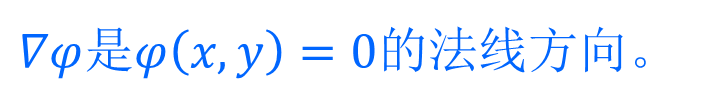 ∇φ是φ(x, y) = 0的法线方向。